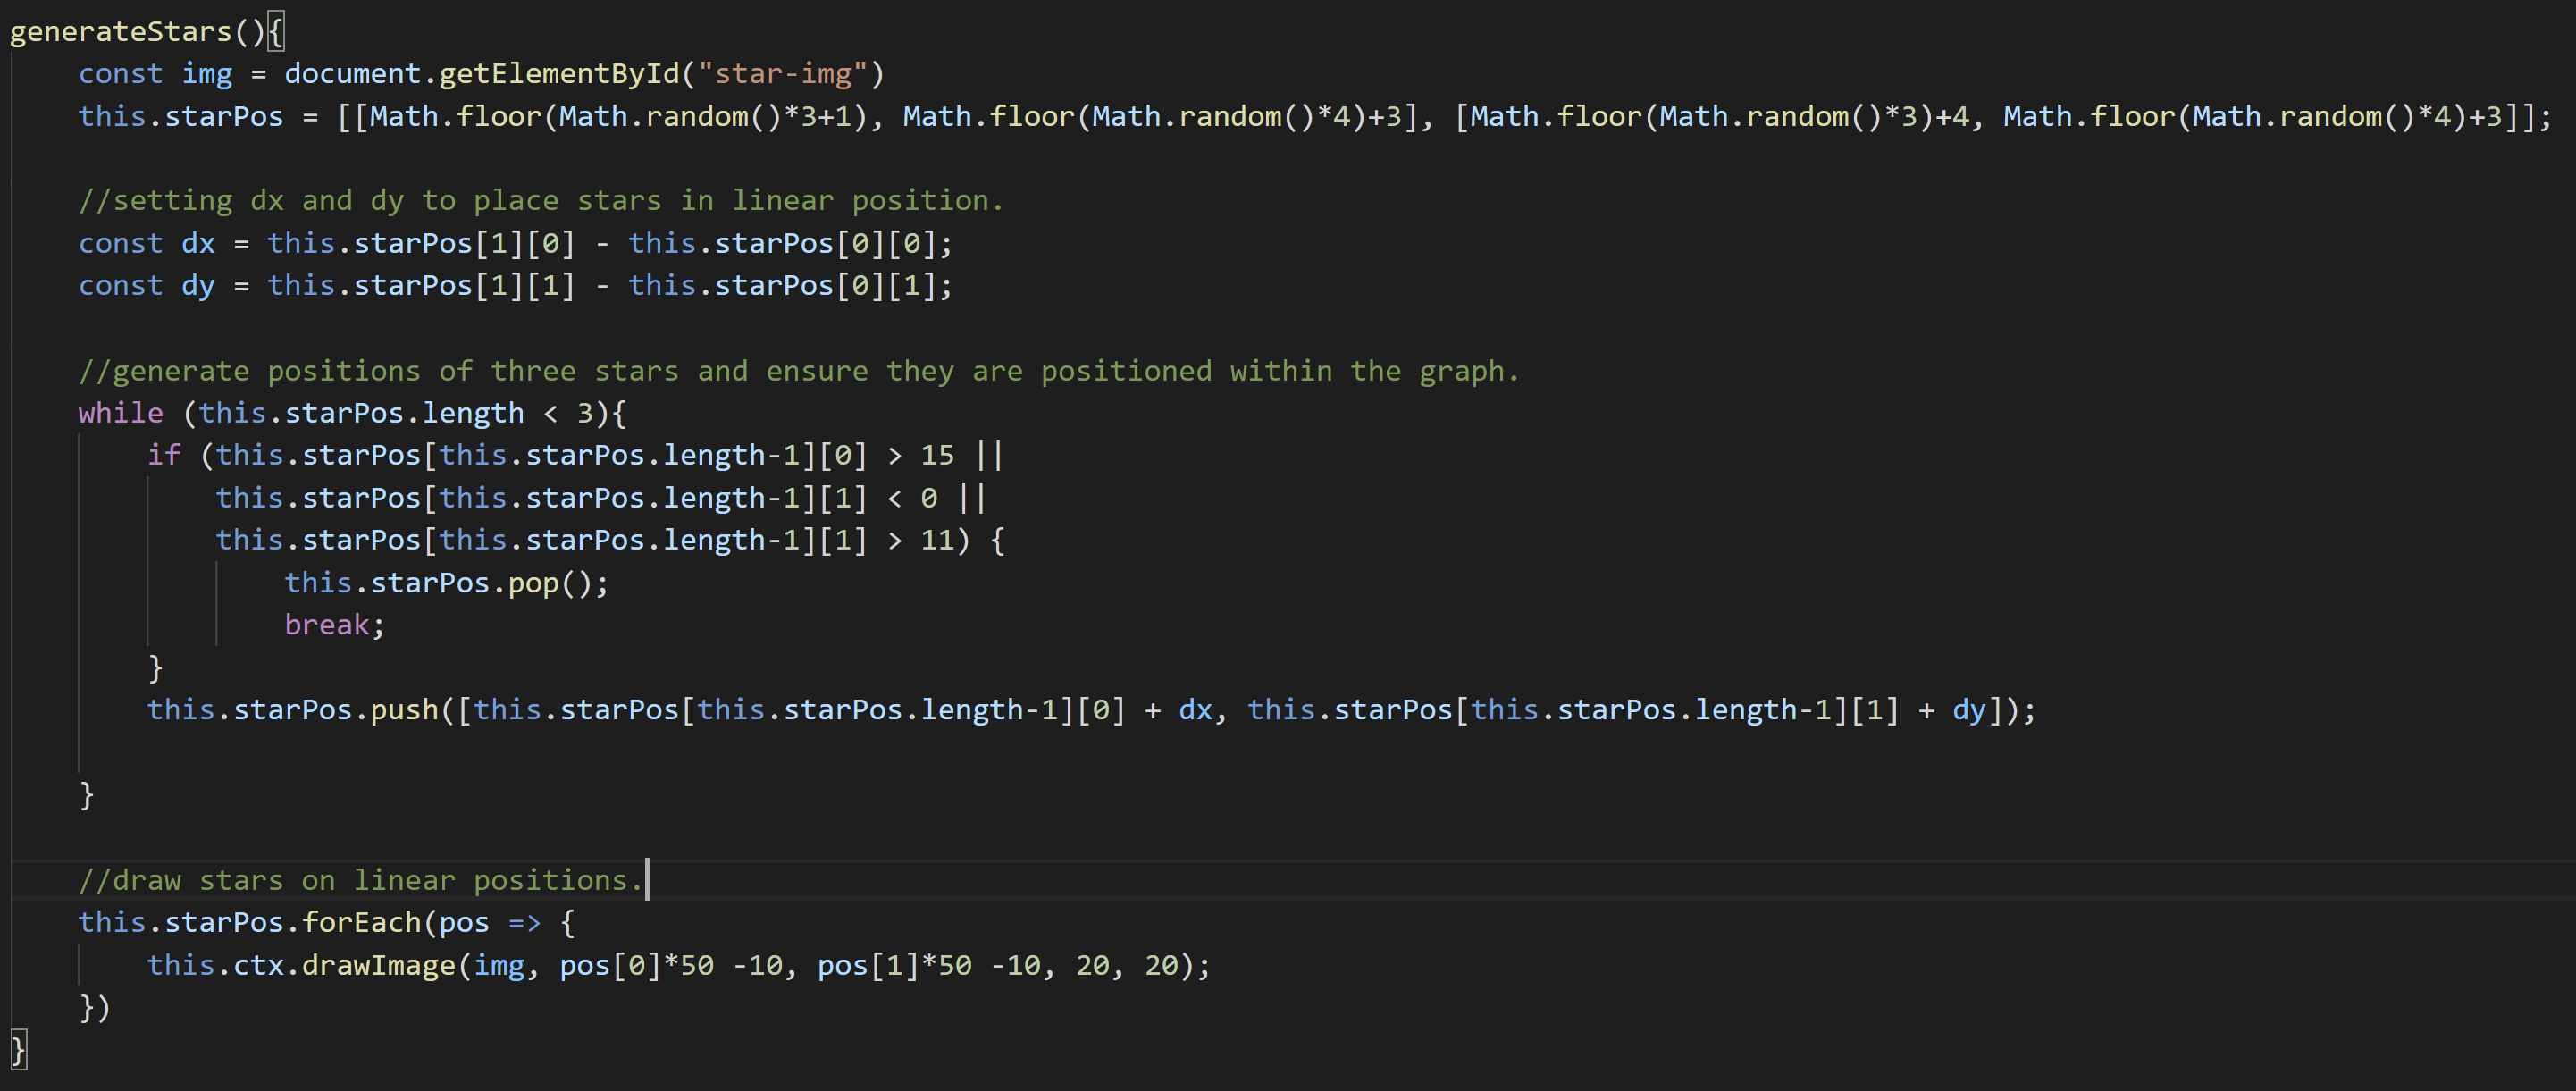 generateStars(){
    const img = document.getElementById("star-img")
    this.starPos = [[Math.floor(Math.random()*3+1), Math.floor(Math.random()*4)+3], [Math.floor(Math.random()*3)+4, Math.floor(Math.random()*4)+3]];

    //setting dx and dy to place stars in linear position.
    const dx = this.starPos[1][0] - this.starPos[0][0];
    const dy = this.starPos[1][1] - this.starPos[0][1];

    //generate positions of three stars and ensure they are positioned within the graph.
    while (this.starPos.length < 3){
        if (this.starPos[this.starPos.length-1][0] > 15 ||
            this.starPos[this.starPos.length-1][1] < 0 ||
            this.starPos[this.starPos.length-1][1] > 11) {
                this.starPos.pop();
                break;
        }
        this.starPos.push([this.starPos[this.starPos.length-1][0] + dx, this.starPos[this.starPos.length-1][1] + dy]);

    }

    //draw stars on linear positions.
    this.starPos.forEach(pos => {
        this.ctx.drawImage(img, pos[0]*50 -10, pos[1]*50 -10, 20, 20);
    })
}